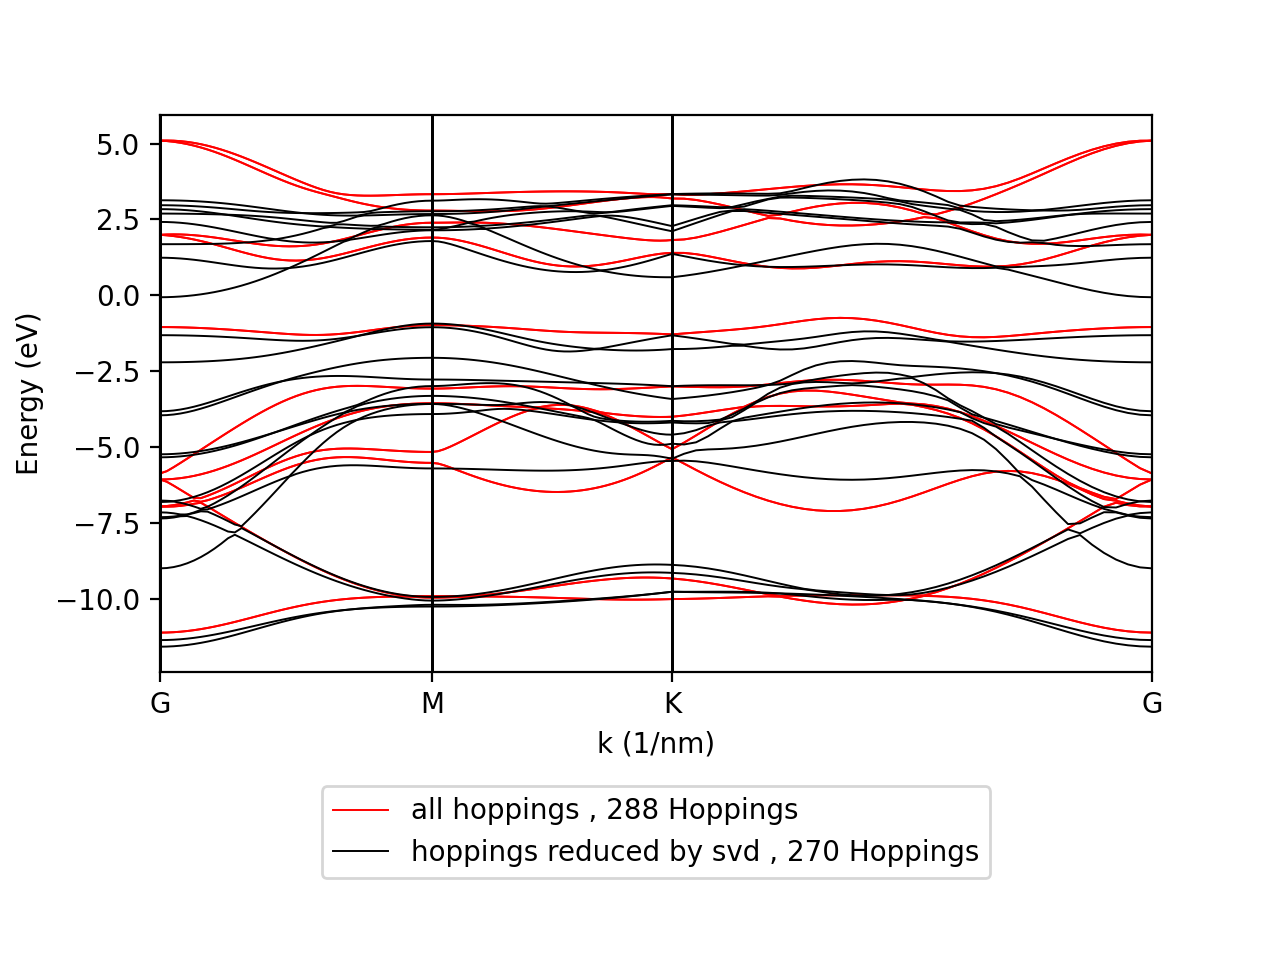 Energy (eV)
5.0
2.5
0.0
−2.5
−5.0
−7.5
−10.0
G M K G
k (1/nm)
all hoppings , 288 Hoppings
hoppings reduced by svd , 270 Hoppings